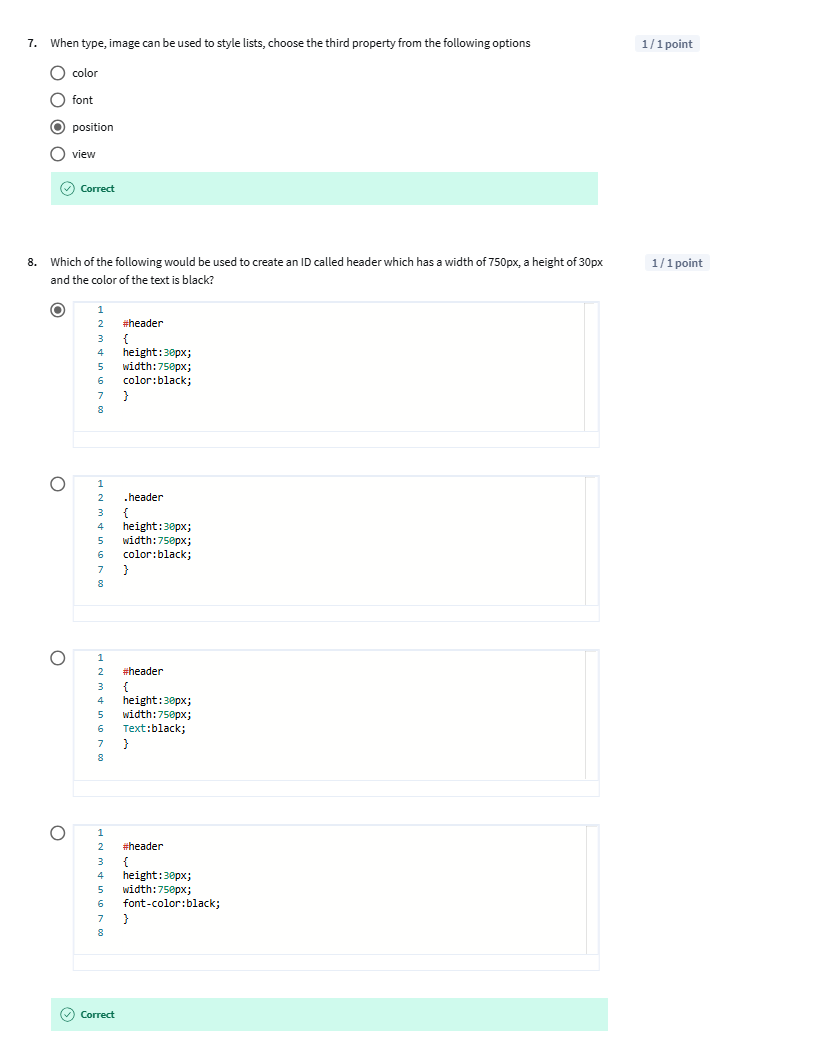 7. When type, image can be used to style lists, choose the third property from the following options
1 / 1 point
color
font
position
view
Correct
8. Which of the following would be used to create an ID called header which has a width of 750px, a height of 30px
and the color of the text is black?
1 / 1 point
1
2 #header
3 {
4 height:30px;
5 width:750px;
6 color:black;
7 }
8
1
2 .header
3 {
4 height:30px;
5 width:750px;
6 color:black;
7 }
8
1
2 #header
3 {
4 height:30px;
5 width:750px;
6 Text:black;
7 }
8
1
2 #header
3 {
4 height:30px;
5 width:750px;
6 font-color:black;
7 }
8
Correct